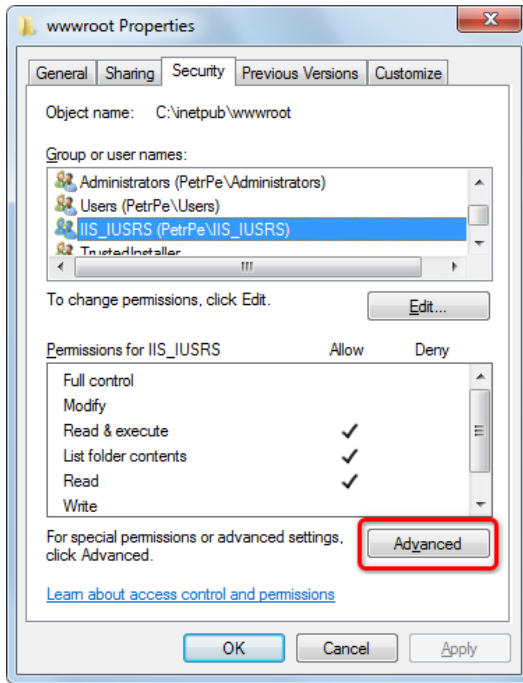 wwwroot Properties
General Sharing Security Previous Versions Customize
Object name: C:\inetpub\wwwroot
Group or user names:
Administrators (PetrPe\Administrators)
Users (PetrPe\Users)
IIS_IUSRS (PetrPe\IIS_IUSRS)
TrustedInstaller
To change permissions, click Edit.
Edit...
Permissions for IIS_IUSRS Allow Deny
Full control
Modify
Read & execute
List folder contents
Read
Write
For special permissions or advanced settings,
click Advanced.
Advanced
Learn about access control and permissions
OK Cancel Apply